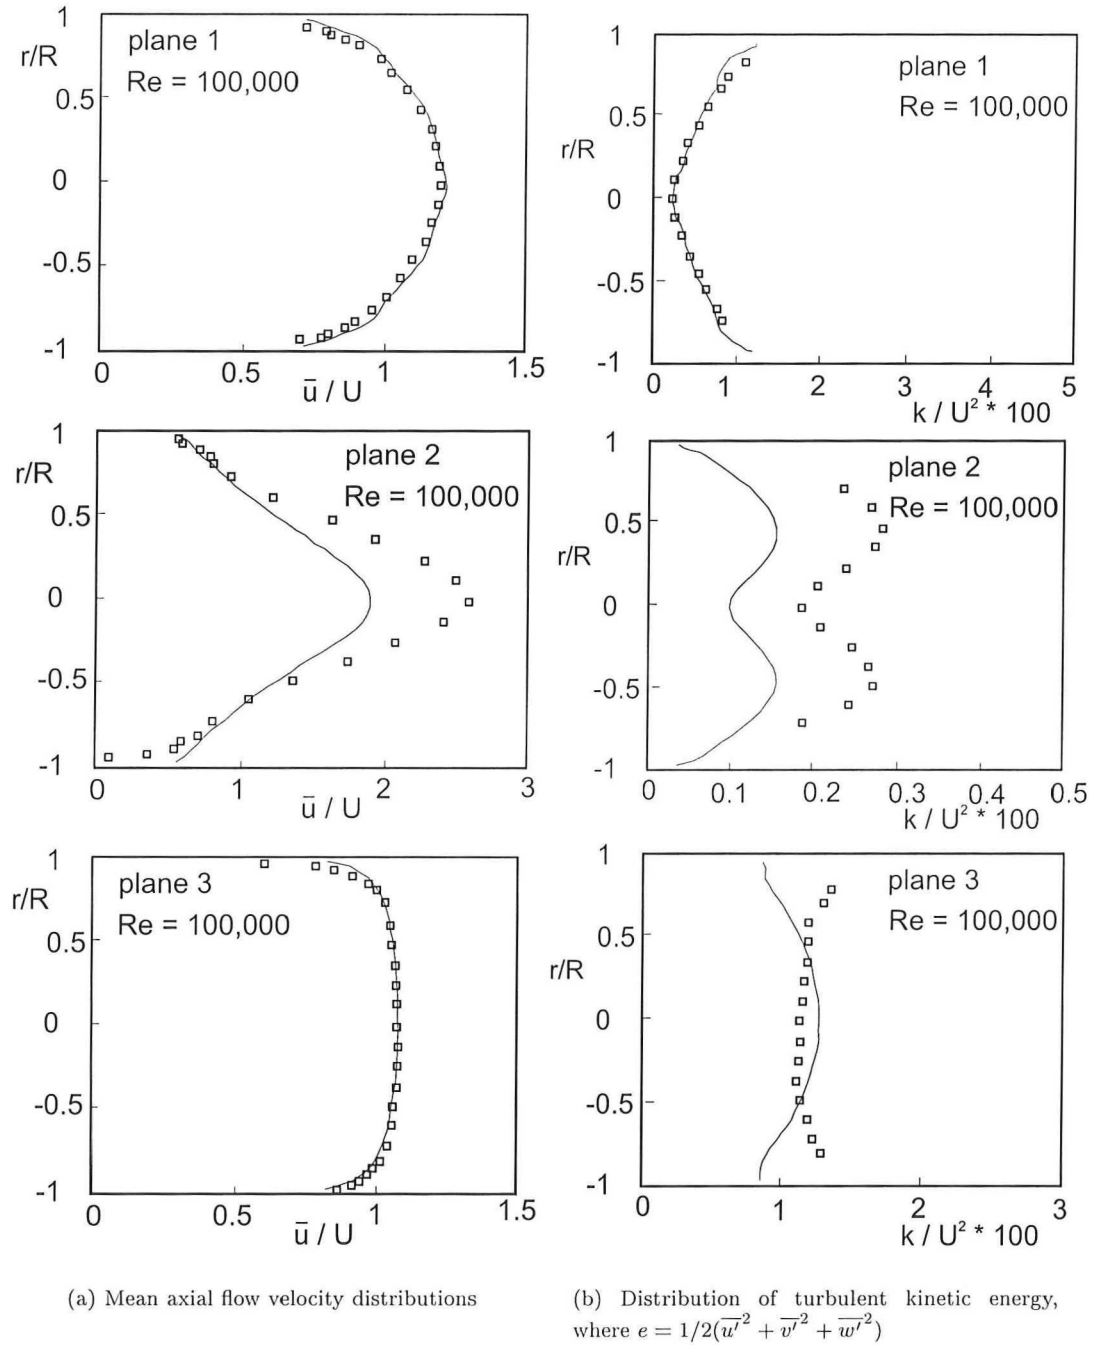 1
r/R
0.5
0
-0.5
-1
plane 1
Re = 100,000
0
0.5
1
1.5
u̅ / U
1
r/R
0.5
0
-0.5
-1
plane 1
Re = 100,000
0
1
2
3
4
5
k / U² * 100
1
r/R
0.5
0
-0.5
-1
plane 2
Re = 100,000
0
1
2
3
u̅ / U
1
r/R
0.5
0
-0.5
-1
plane 2
Re = 100,000
0
0.1
0.2
0.3
0.4
0.5
k / U² * 100
1
r/R
0.5
0
-0.5
-1
plane 3
Re = 100,000
0
0.5
1
1.5
u̅ / U
1
0.5
r/R
0
-0.5
-1
plane 3
Re = 100,000
0
1
2
3
k / U² * 100
(a) Mean axial flow velocity distributions
(b) Distribution of turbulent kinetic energy,
where e = 1/2(u̅'² + v̅'² + w̅'²)